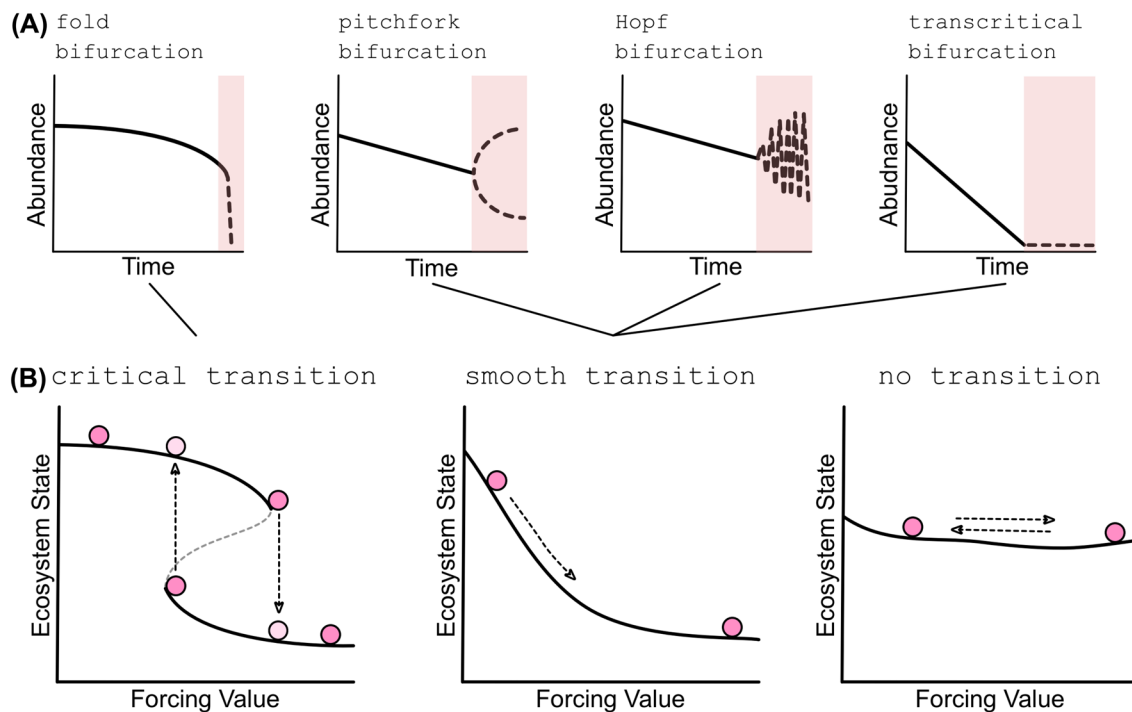 (A) fold bifurcation
pitchfork bifurcation
Hopf bifurcation
transcritical bifurcation
Abundance
Time
Abundance
Time
Abundance
Time
Abudnance
Time
(B) critical transition
smooth transition
no transition
Ecosystem State
Forcing Value
Ecosystem State
Forcing Value
Ecosystem State
Forcing Value